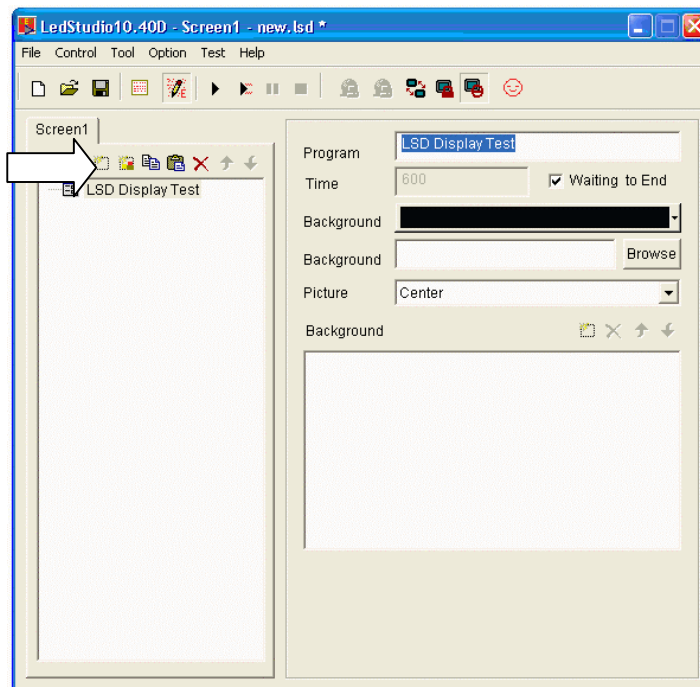 LedStudio10.40D - Screen1 - new.lsd *
File Control Tool Option Test Help
Screen1
LSD Display Test
Program LSD Display Test
Time 600 Waiting to End
Background
Background Browse
Picture Center
Background